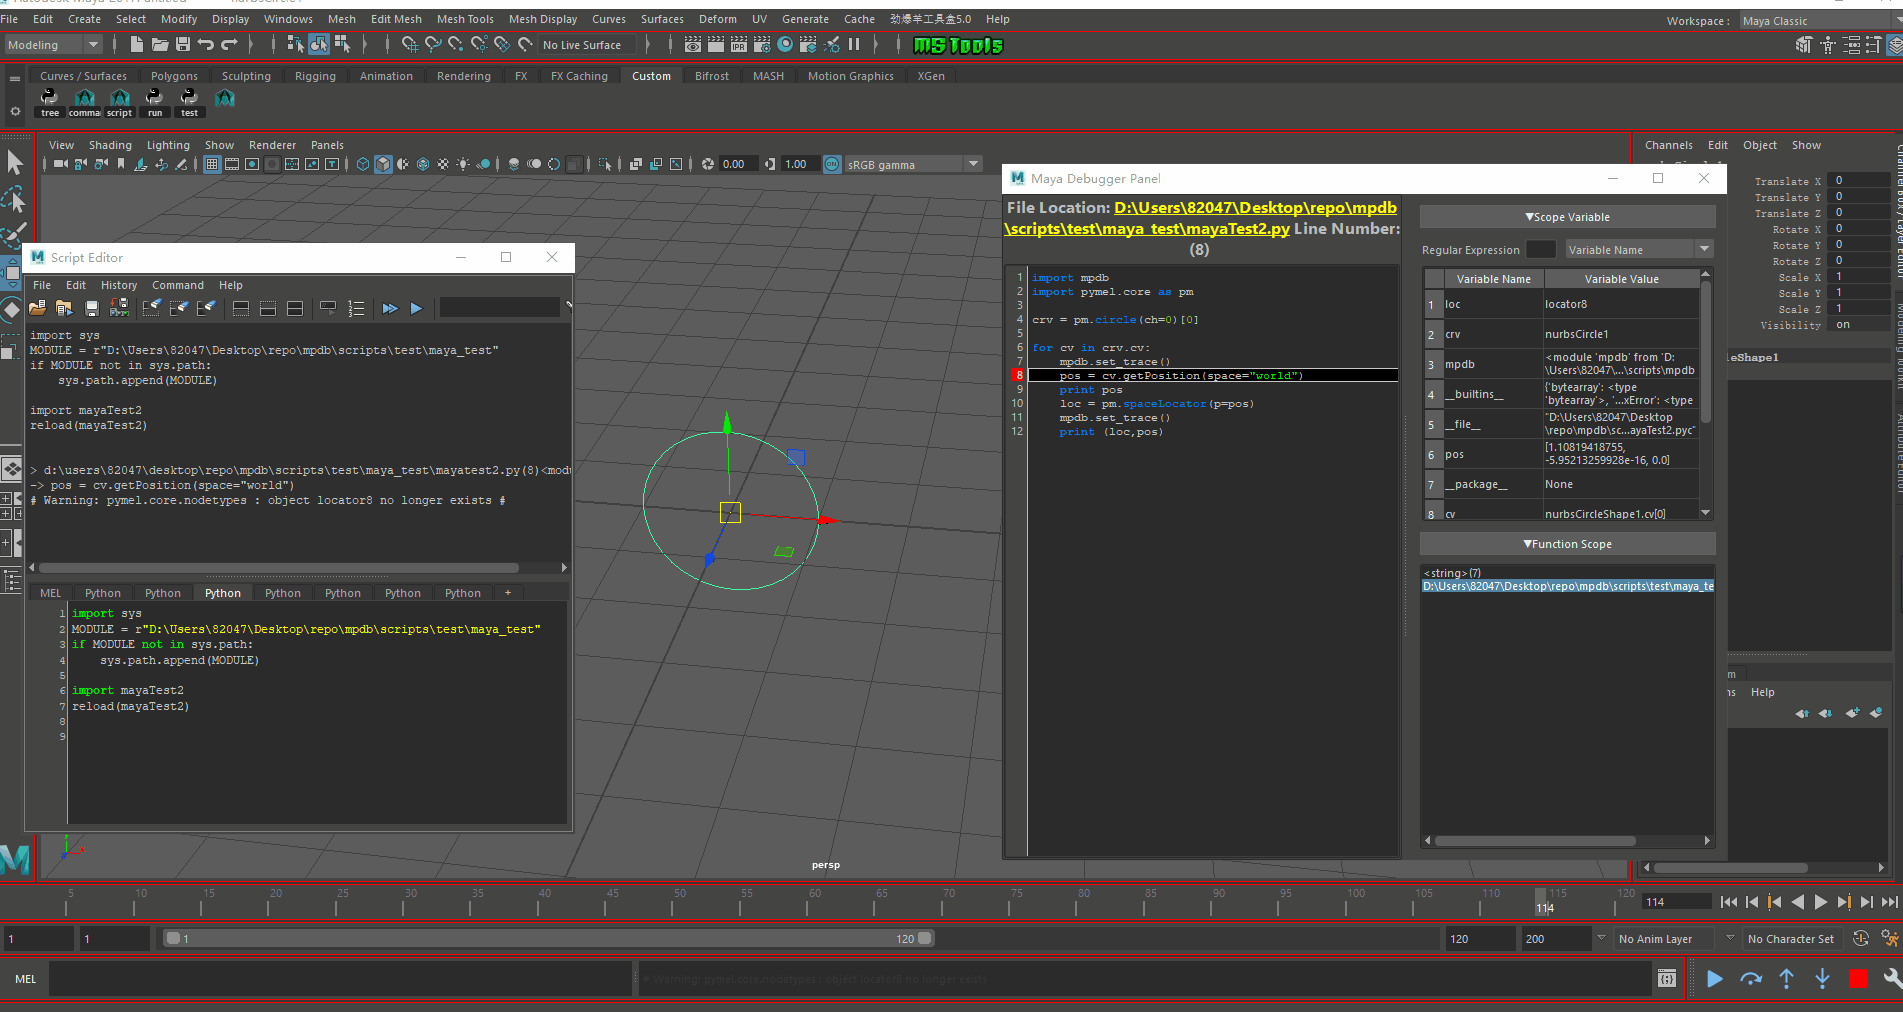 File Edit Create Select Modify Display Windows Mesh Edit Mesh Mesh Tools Mesh Display Curves Surfaces Deform UV Generate Cache 劲爆羊工具盒5.0 Help
Workspace : Maya Classic
Modeling
No Live Surface
IPR
MS Tools
Curves / Surfaces Polygons Sculpting Rigging Animation Rendering FX FX Caching Custom Bifrost MASH Motion Graphics XGen
tree comma script run test
View Shading Lighting Show Renderer Panels
0.00 1.00 ON sRGB gamma
Channels Edit Object Show
Translate X 0
Translate Y 0
Translate Z 0
Rotate X 0
Rotate Y 0
Rotate Z 0
Scale X 1
Scale Y 1
Scale Z 1
Visibility on
leShape1
Help
Script Editor
File Edit History Command Help
import sys
MODULE = r"D:\Users\82047\Desktop\repo\mpdb\scripts\test\maya_test"
if MODULE not in sys.path:
    sys.path.append(MODULE)
import mayaTest2
reload(mayaTest2)
> d:\users\82047\desktop\repo\mpdb\scripts\test\maya_test\mayatest2.py(8)<modu
-> pos = cv.getPosition(space="world")
# Warning: pymel.core.nodetypes : object locator8 no longer exists #
MEL Python Python Python Python Python Python Python +
1 import sys
2 MODULE = r"D:\Users\82047\Desktop\repo\mpdb\scripts\test\maya_test"
3 if MODULE not in sys.path:
4     sys.path.append(MODULE)
5
6 import mayaTest2
7 reload(mayaTest2)
8
9
persp
Maya Debugger Panel
File Location: D:\Users\82047\Desktop\repo\mpdb
\scripts\test\maya_test\mayaTest2.py Line Number:
(8)
1 import mpdb
2 import pymel.core as pm
3
4 crv = pm.circle(ch=0)[0]
5
6 for cv in crv.cv:
7     mpdb.set_trace()
8     pos = cv.getPosition(space="world")
9     print pos
10     loc = pm.spaceLocator(p=pos)
11     mpdb.set_trace()
12     print (loc,pos)
▼Scope Variable
Regular Expression Variable Name
Variable Name Variable Value
1 loc locator8
2 crv nurbsCircle1
3 mpdb <module 'mpdb' from 'D:
\Users\82047\...\scripts\mpdb
4 __builtins__ {'bytearray': <type
'bytearray'>, '...xError': <type
5 __file__ "D:\Users\82047\Desktop
\repo\mpdb\sc...ayaTest2.pyc"
6 pos [1.10819418755,
-5.95213259928e-16, 0.0]
7 __package__ None
8 cv nurbsCircleShape1.cv[0]
▼Function Scope
<string>(7)
D:\Users\82047\Desktop\repo\mpdb\scripts\test\maya_te
5 10 15 20 25 30 35 40 45 50 55 60 65 70 75 80 85 90 95 100 105 110 115 120
114
114
1 1 1 120 120 200 No Anim Layer No Character Set
MEL
# Warning: pymel.core.nodetypes : object locator8 no longer exists